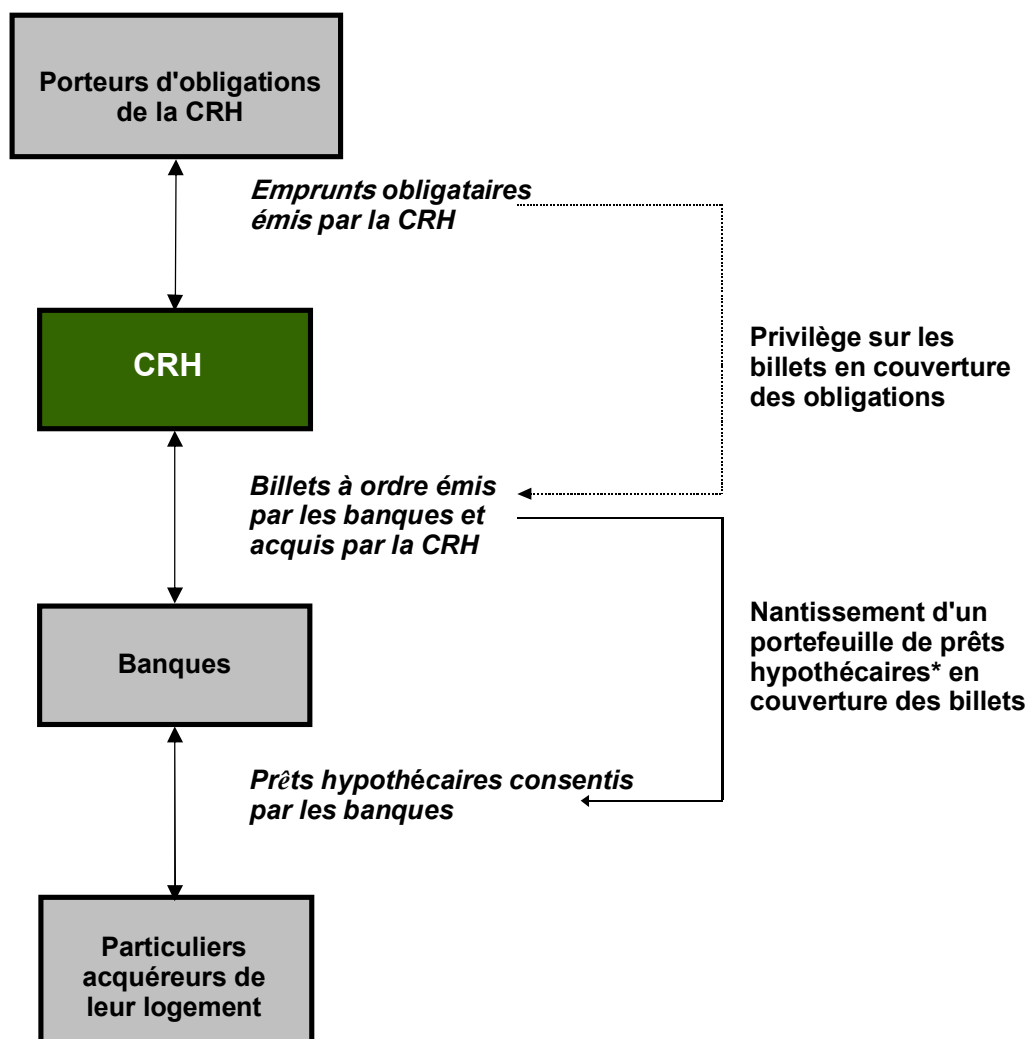 Porteurs d'obligations
de la CRH
Emprunts obligataires
émis par la CRH
CRH
Privilège sur les
billets en couverture
des obligations
Billets à ordre émis
par les banques et
acquis par la CRH
Banques
Nantissement d'un
portefeuille de prêts
hypothécaires* en
couverture des billets
Prêts hypothécaires consentis
par les banques
Particuliers
acquéreurs de
leur logement